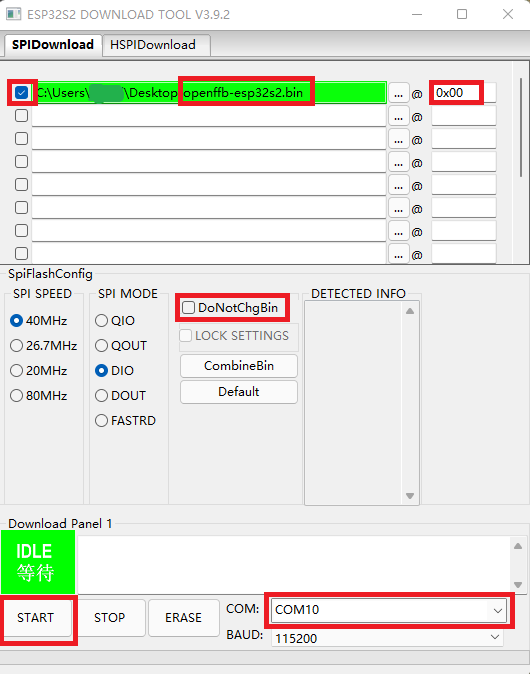 ESP32S2 DOWNLOAD TOOL V3.9.2
SPIDownload HSPIDownload
C:\Users\ \Desktop\openffb-esp32s2.bin ... @ 0x00
... @
... @
... @
... @
... @
... @
... @
SpiFlashConfig
SPI SPEED SPI MODE DETECTED INFO
DoNotChgBin
40MHz QIO
LOCK SETTINGS
26.7MHz QOUT
CombineBin
20MHz DIO
Default
80MHz DOUT
FASTRD
Download Panel 1
IDLE
等待
START STOP ERASE COM: COM10
BAUD: 115200